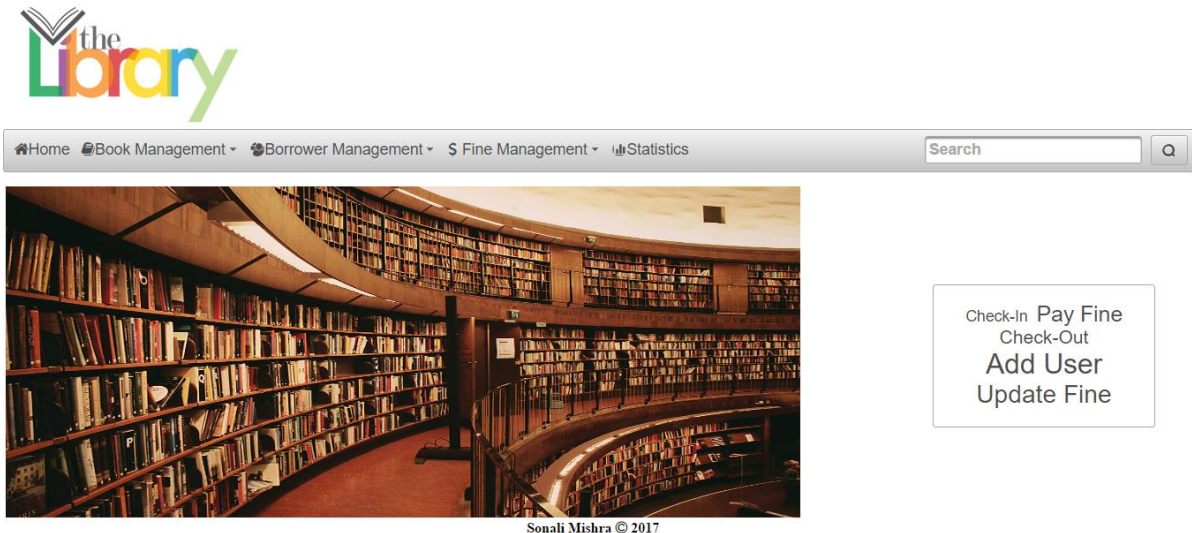 the
Library
Home Book Management Borrower Management $ Fine Management Statistics Search
Check-In Pay Fine
Check-Out
Add User
Update Fine
Sonali Mishra © 2017